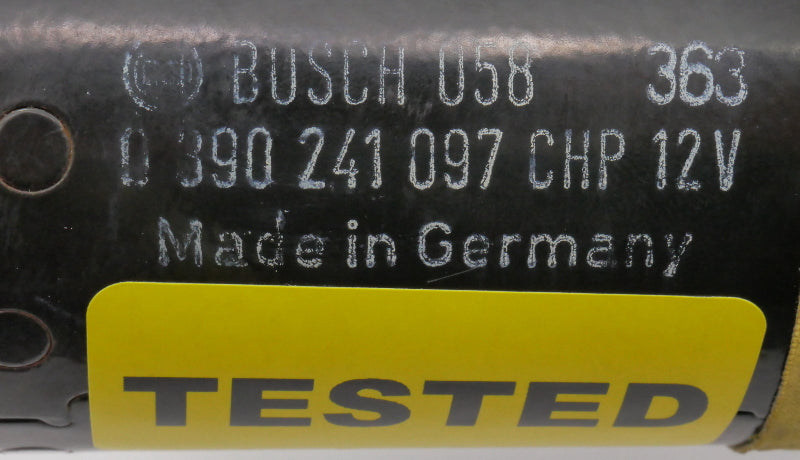 BOSCH 058 363
0 390 241 097 CHP 12V
Made in Germany
TESTED